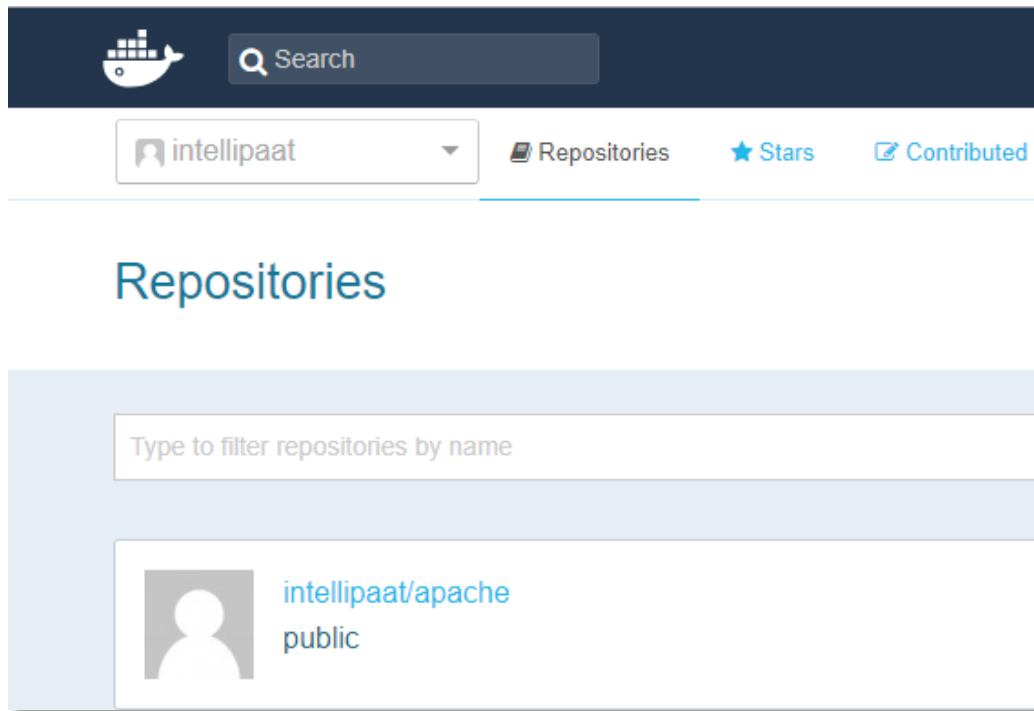 Search
intellipaat Repositories Stars Contributed
Repositories
Type to filter repositories by name
intellipaat/apache
public